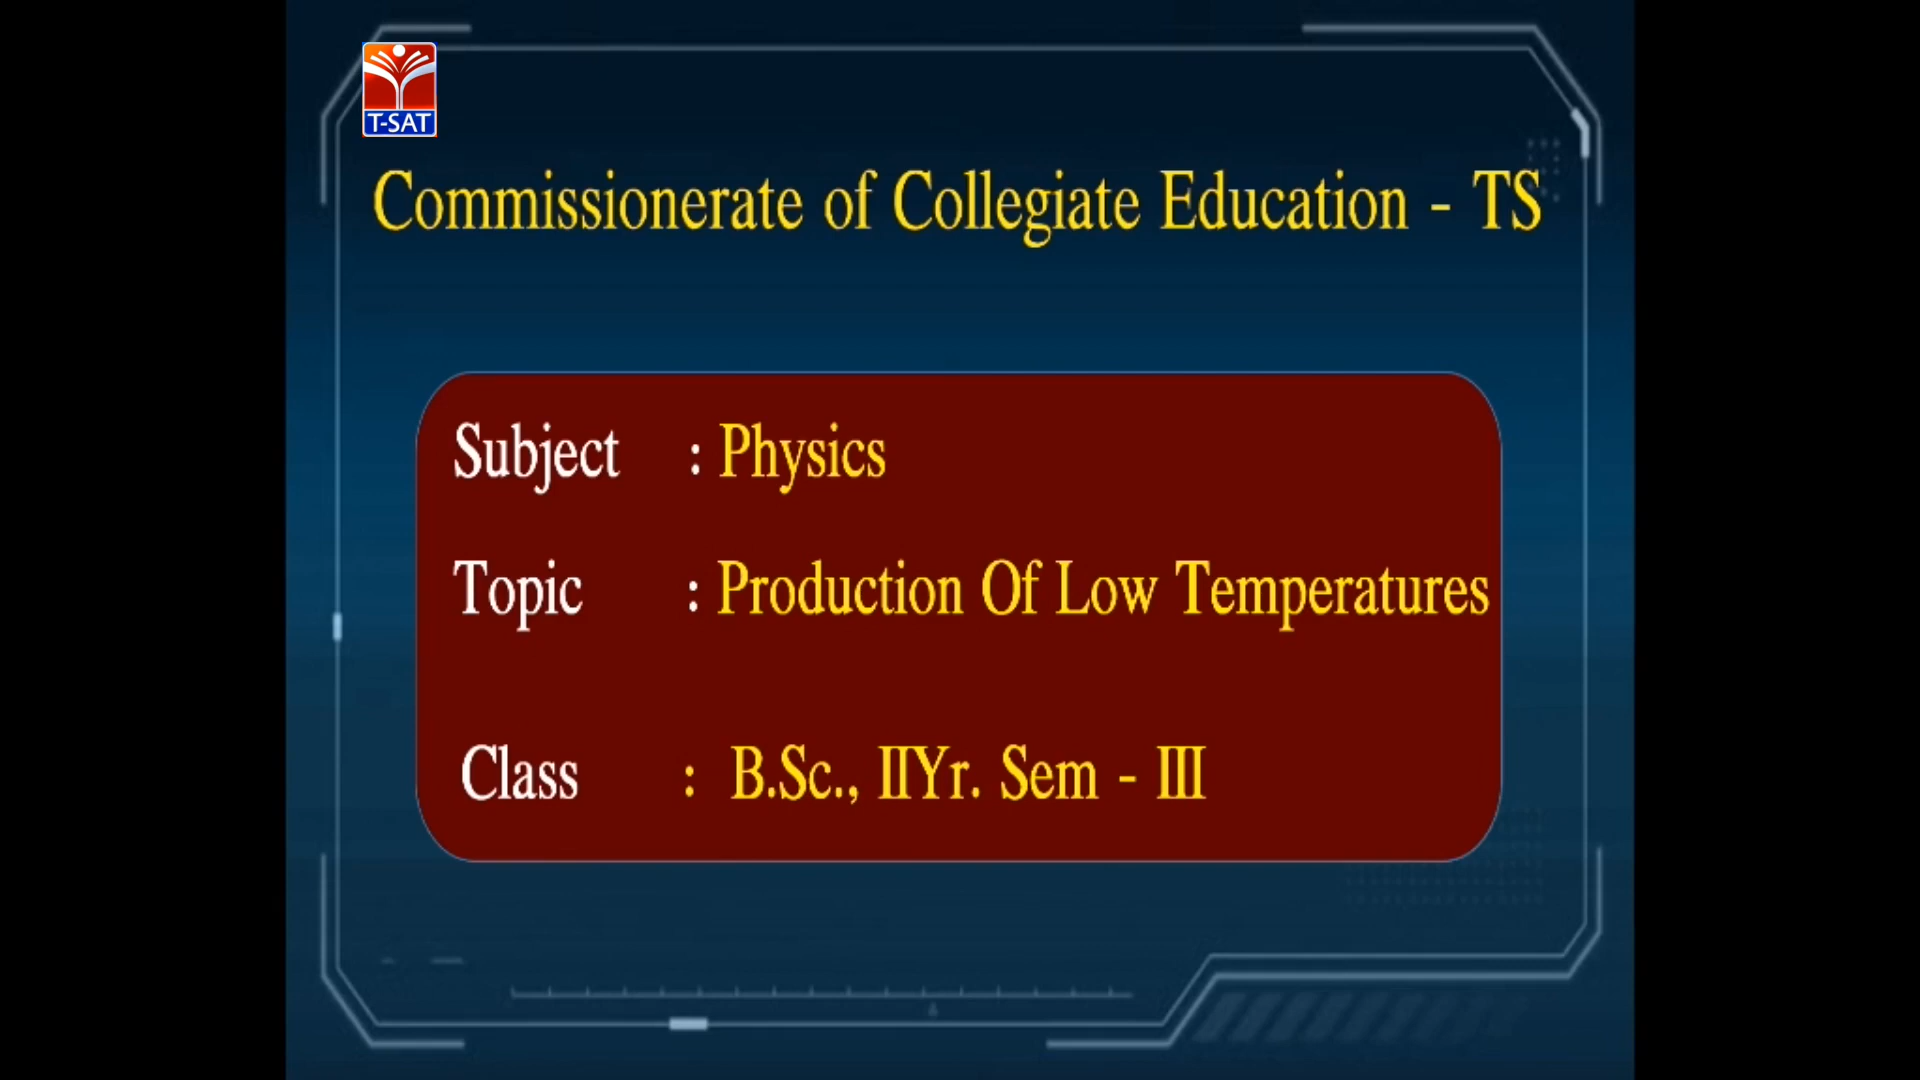 T-SAT
Commissionerate of Collegiate Education - TS
Subject : Physics
Topic : Production Of Low Temperatures
Class : B.Sc., IIYr. Sem - III